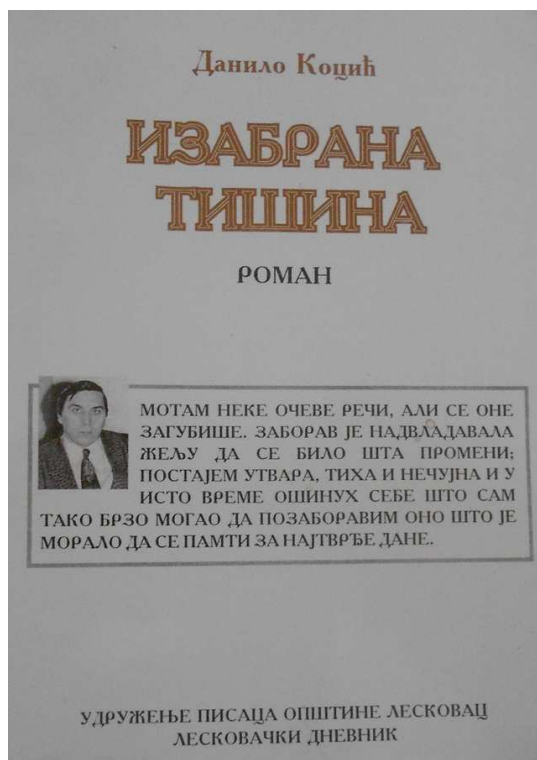 Данило Коцић
ИЗАБРАНА
ТИШИНА
РОМАН
МОТАМ НЕКЕ ОЧЕВЕ РЕЧИ, АЛИ СЕ ОНЕ
ЗАГУБИШЕ. ЗАБОРАВ ЈЕ НАДВЛАДАВАЛА
ЖЕЉУ ДА СЕ БИЛО ШТА ПРОМЕНИ;
ПОСТАЈЕМ УТВАРА, ТИХА И НЕЧУЈНА И У
ИСТО ВРЕМЕ ОШИНУХ СЕБЕ ШТО САМ
ТАКО БРЗО МОГАО ДА ПОЗАБОРАВИМ ОНО ШТО ЈЕ
МОРАЛО ДА СЕ ПАМТИ ЗА НАЈТВРЂЕ ДАНЕ.
УДРУЖЕЊЕ ПИСАЦА ОПШТИНЕ ЛЕСКОВАЦ
ЛЕСКОВАЧКИ ДНЕВНИК